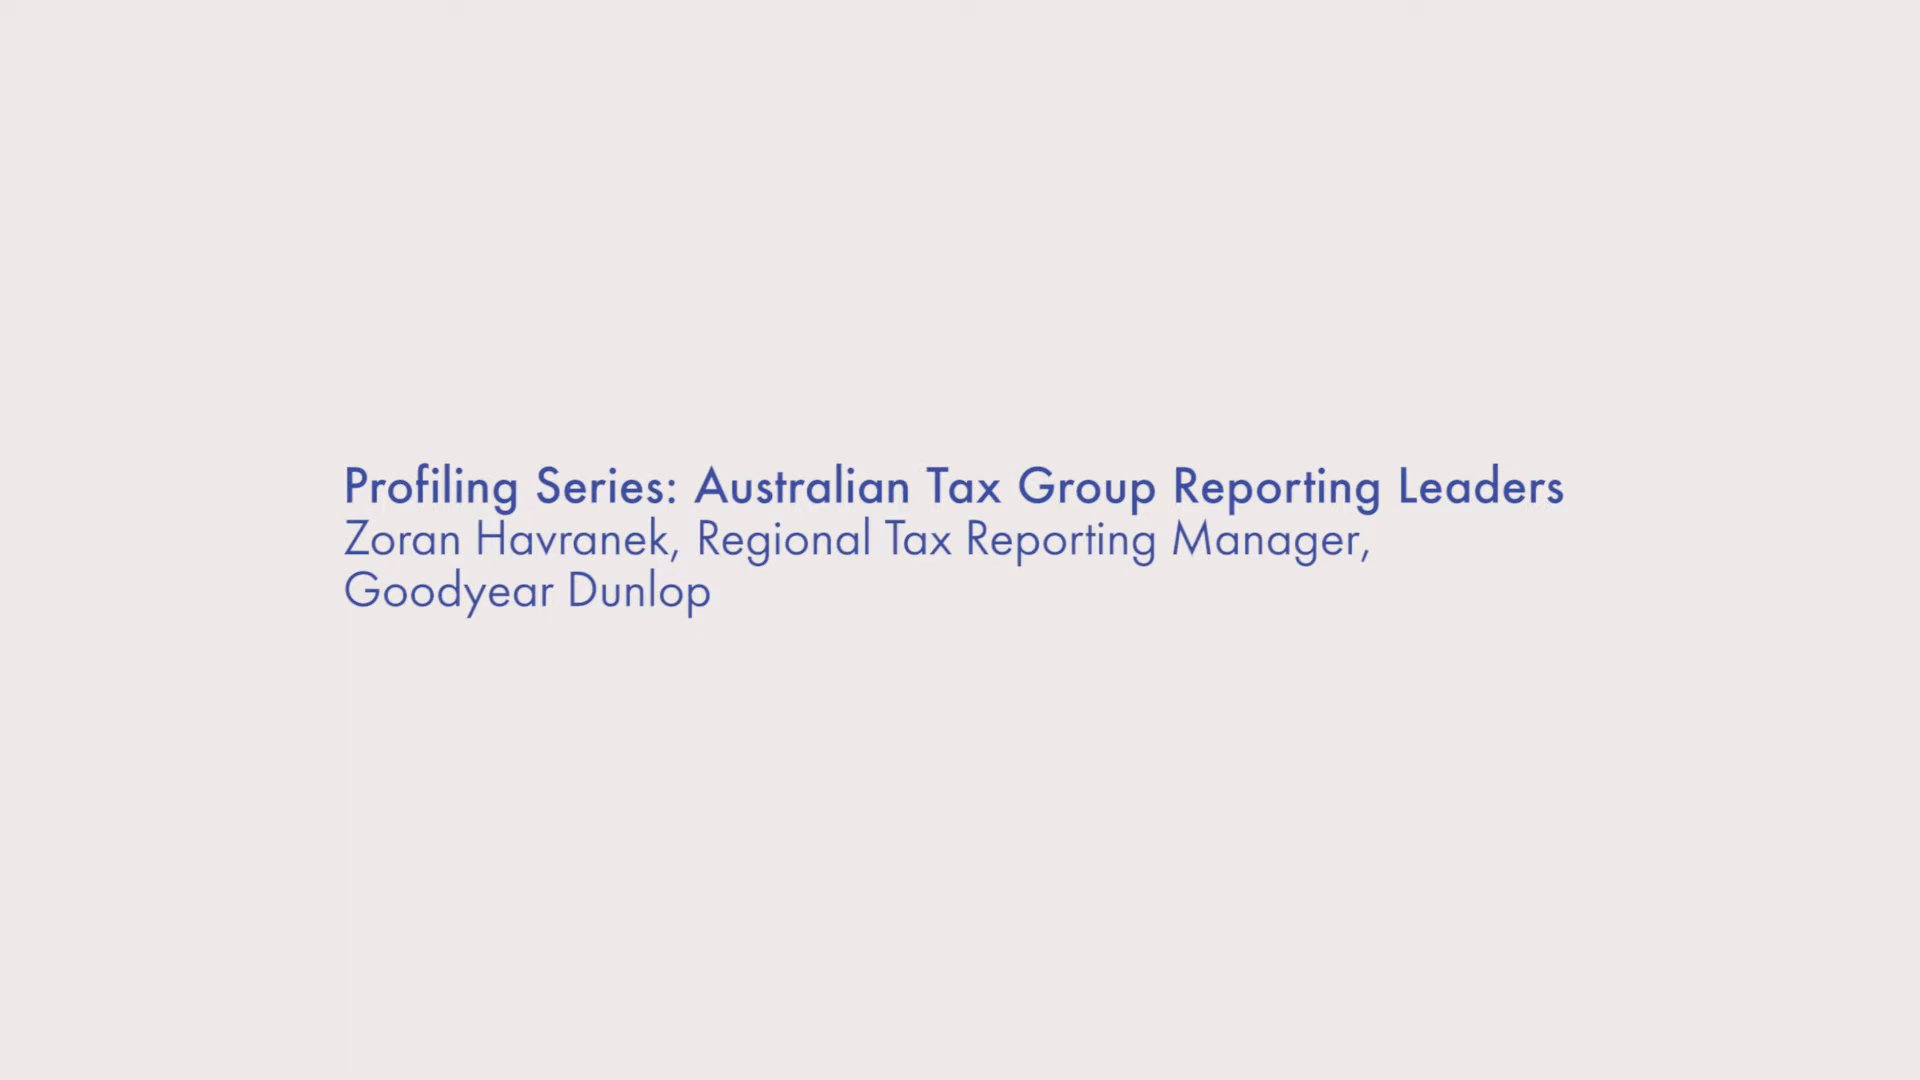 Profiling Series: Australian Tax Group Reporting Leaders
Zoran Havranek, Regional Tax Reporting Manager,
Goodyear Dunlop